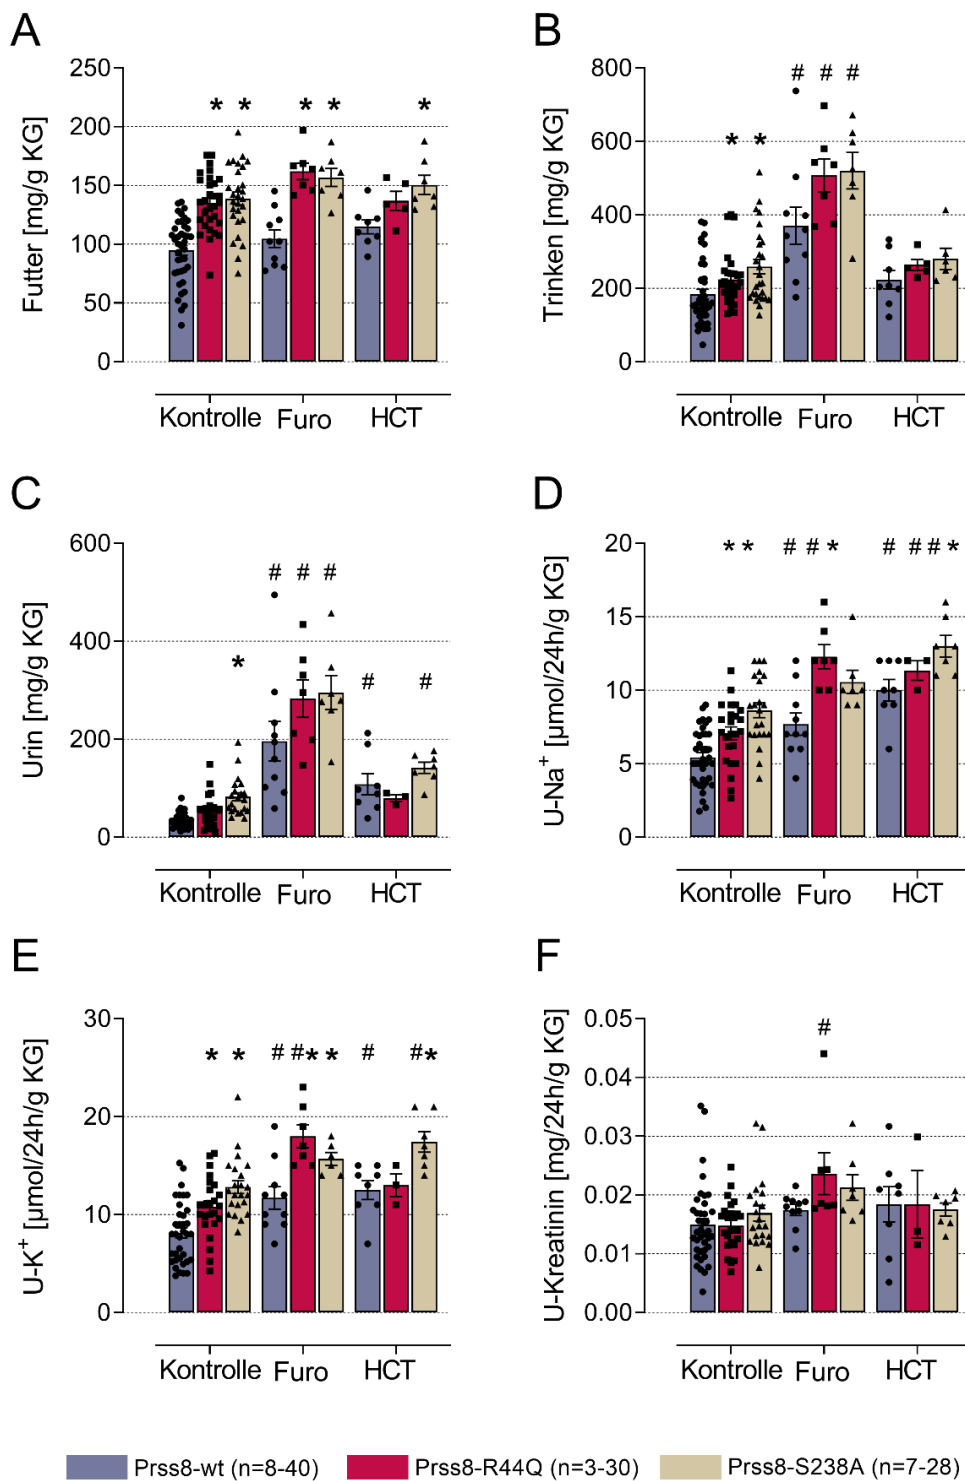 A
Futter [mg/g KG]
250
200
150
100
50
0
* * * * *
Kontrolle Furo HCT
B
Trinken [mg/g KG]
800
600
400
200
0
# # #
* *
Kontrolle Furo HCT
C
Urin [mg/g KG]
600
400
200
0
# # #
* # #
Kontrolle Furo HCT
D
U-Na⁺ [µmol/24h/g KG]
20
15
10
5
0
* * # # * # # # *
Kontrolle Furo HCT
E
U-K⁺ [µmol/24h/g KG]
30
20
10
0
* * # #* * # #*
Kontrolle Furo HCT
F
U-Kreatinin [mg/24h/g KG]
0.05
0.04
0.03
0.02
0.01
0.00
#
Kontrolle Furo HCT
Prss8-wt (n=8-40) Prss8-R44Q (n=3-30) Prss8-S238A (n=7-28)